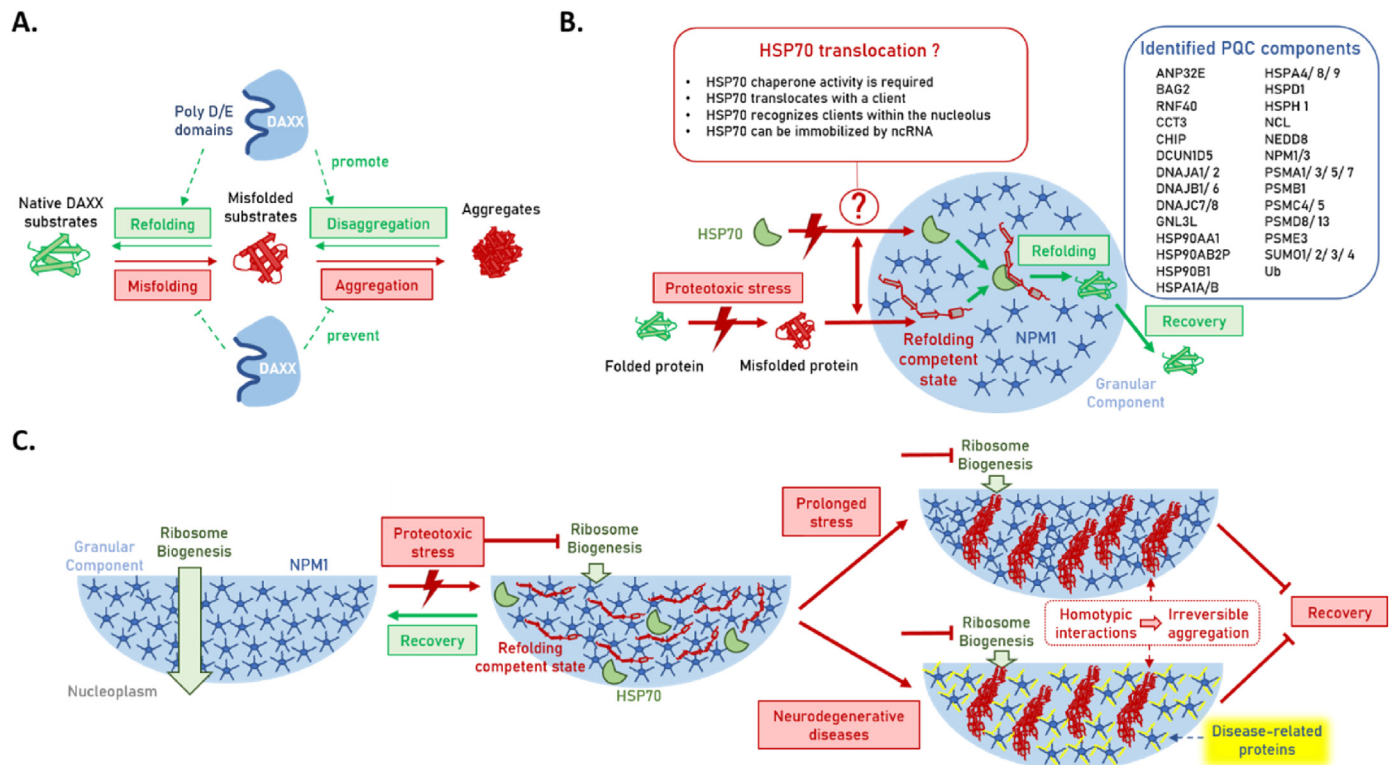 A.
Poly D/E
domains
DAXX
promote
Native DAXX
substrates
Misfolded
substrates
Aggregates
Refolding
Disaggregation
Misfolding
Aggregation
DAXX
prevent
B.
HSP70 translocation ?
• HSP70 chaperone activity is required
• HSP70 translocates with a client
• HSP70 recognizes clients within the nucleolus
• HSP70 can be immobilized by ncRNA
?
HSP70
Proteotoxic stress
Folded protein
Misfolded protein
Refolding
Refolding
competent
state
NPM1
Recovery
Granular
Component
Identified PQC components
ANP32E
BAG2
RNF40
CCT3
CHIP
DCUN1D5
DNAJA1/ 2
DNAJB1/ 6
DNAJC7/8
GNL3L
HSP90AA1
HSP90AB2P
HSP90B1
HSPA1A/B
HSPA4/ 8/ 9
HSPD1
HSPH 1
NCL
NEDD8
NPM1/3
PSMA1/ 3/ 5/ 7
PSMB1
PSMC4/ 5
PSMD8/ 13
PSME3
SUMO1/ 2/ 3/ 4
Ub
C.
Granular
Component
Ribosome
Biogenesis
NPM1
Nucleoplasm
Proteotoxic
stress
Recovery
Ribosome
Biogenesis
Refolding
competent state
HSP70
Prolonged
stress
Ribosome
Biogenesis
Neurodegenerative
diseases
Ribosome
Biogenesis
Homotypic
interactions
Irreversible
aggregation
Recovery
Disease-related
proteins